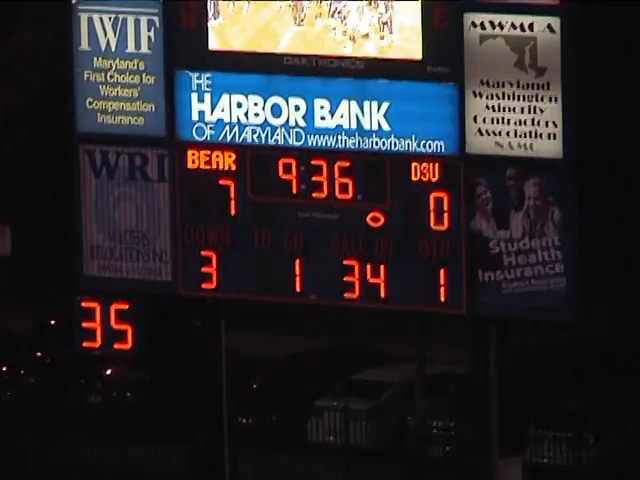 IWIF
Maryland's
First Choice for
Workers'
Compensation
Insurance
DAKTRONICS
THE
HARBOR BANK
OF MARYLAND www.theharborbank.com
MWMCA
Maryland
Washington
Minority
Contractors
Association
WRI
BEAR 9:36 DSU
7 0
DOWN TO GO BALL ON QTR
3 1 34 1
Student
Health
Insurance
35